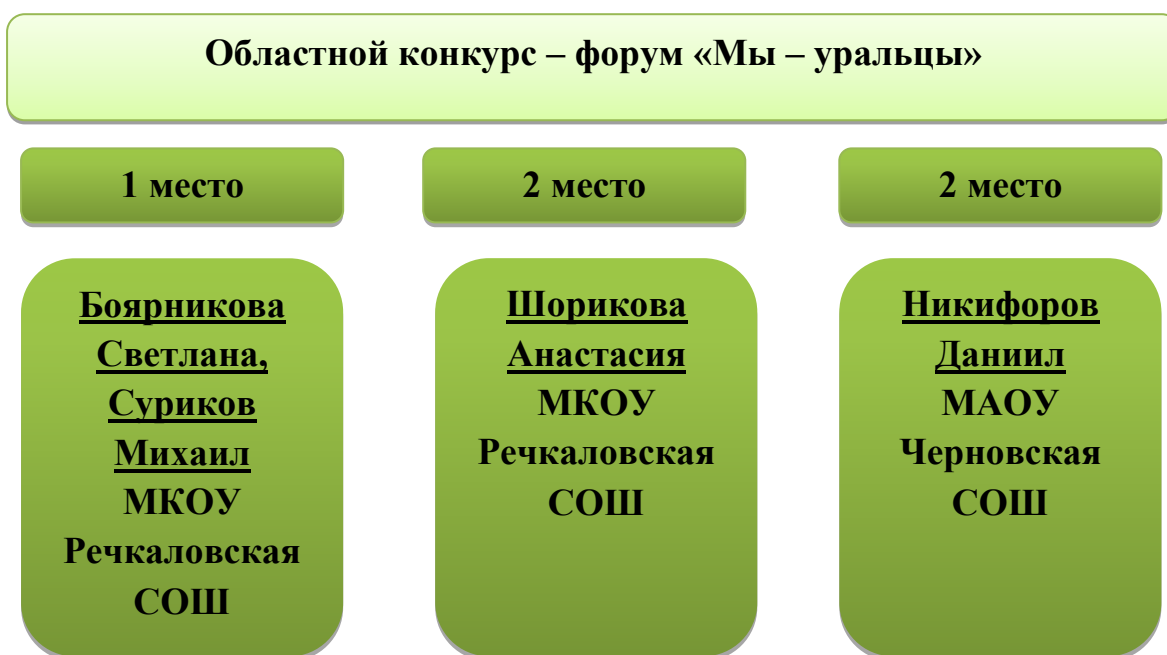 Областной конкурс – форум «Мы – уральцы»
1 место
2 место
2 место
Боярникова
Светлана,
Суриков
Михаил
МКОУ
Речкаловская
СОШ
Шорикова
Анастасия
МКОУ
Речкаловская
СОШ
Никифоров
Даниил
МАОУ
Черновская
СОШ